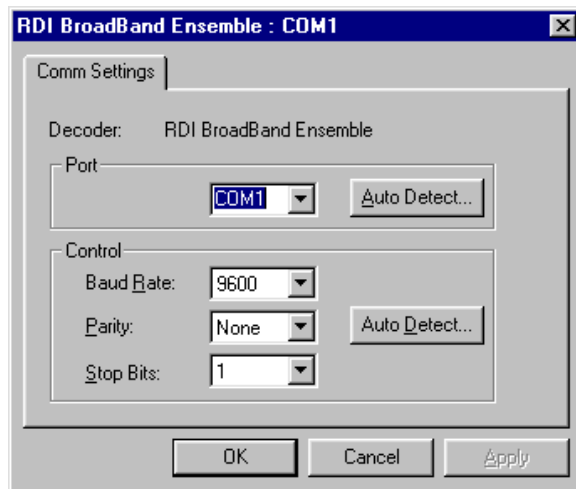 RDI BroadBand Ensemble : COM1
Comm Settings
Decoder: RDI BroadBand Ensemble
Port
COM1 Auto Detect...
Control
Baud Rate: 9600
Parity: None Auto Detect...
Stop Bits: 1
OK Cancel Apply